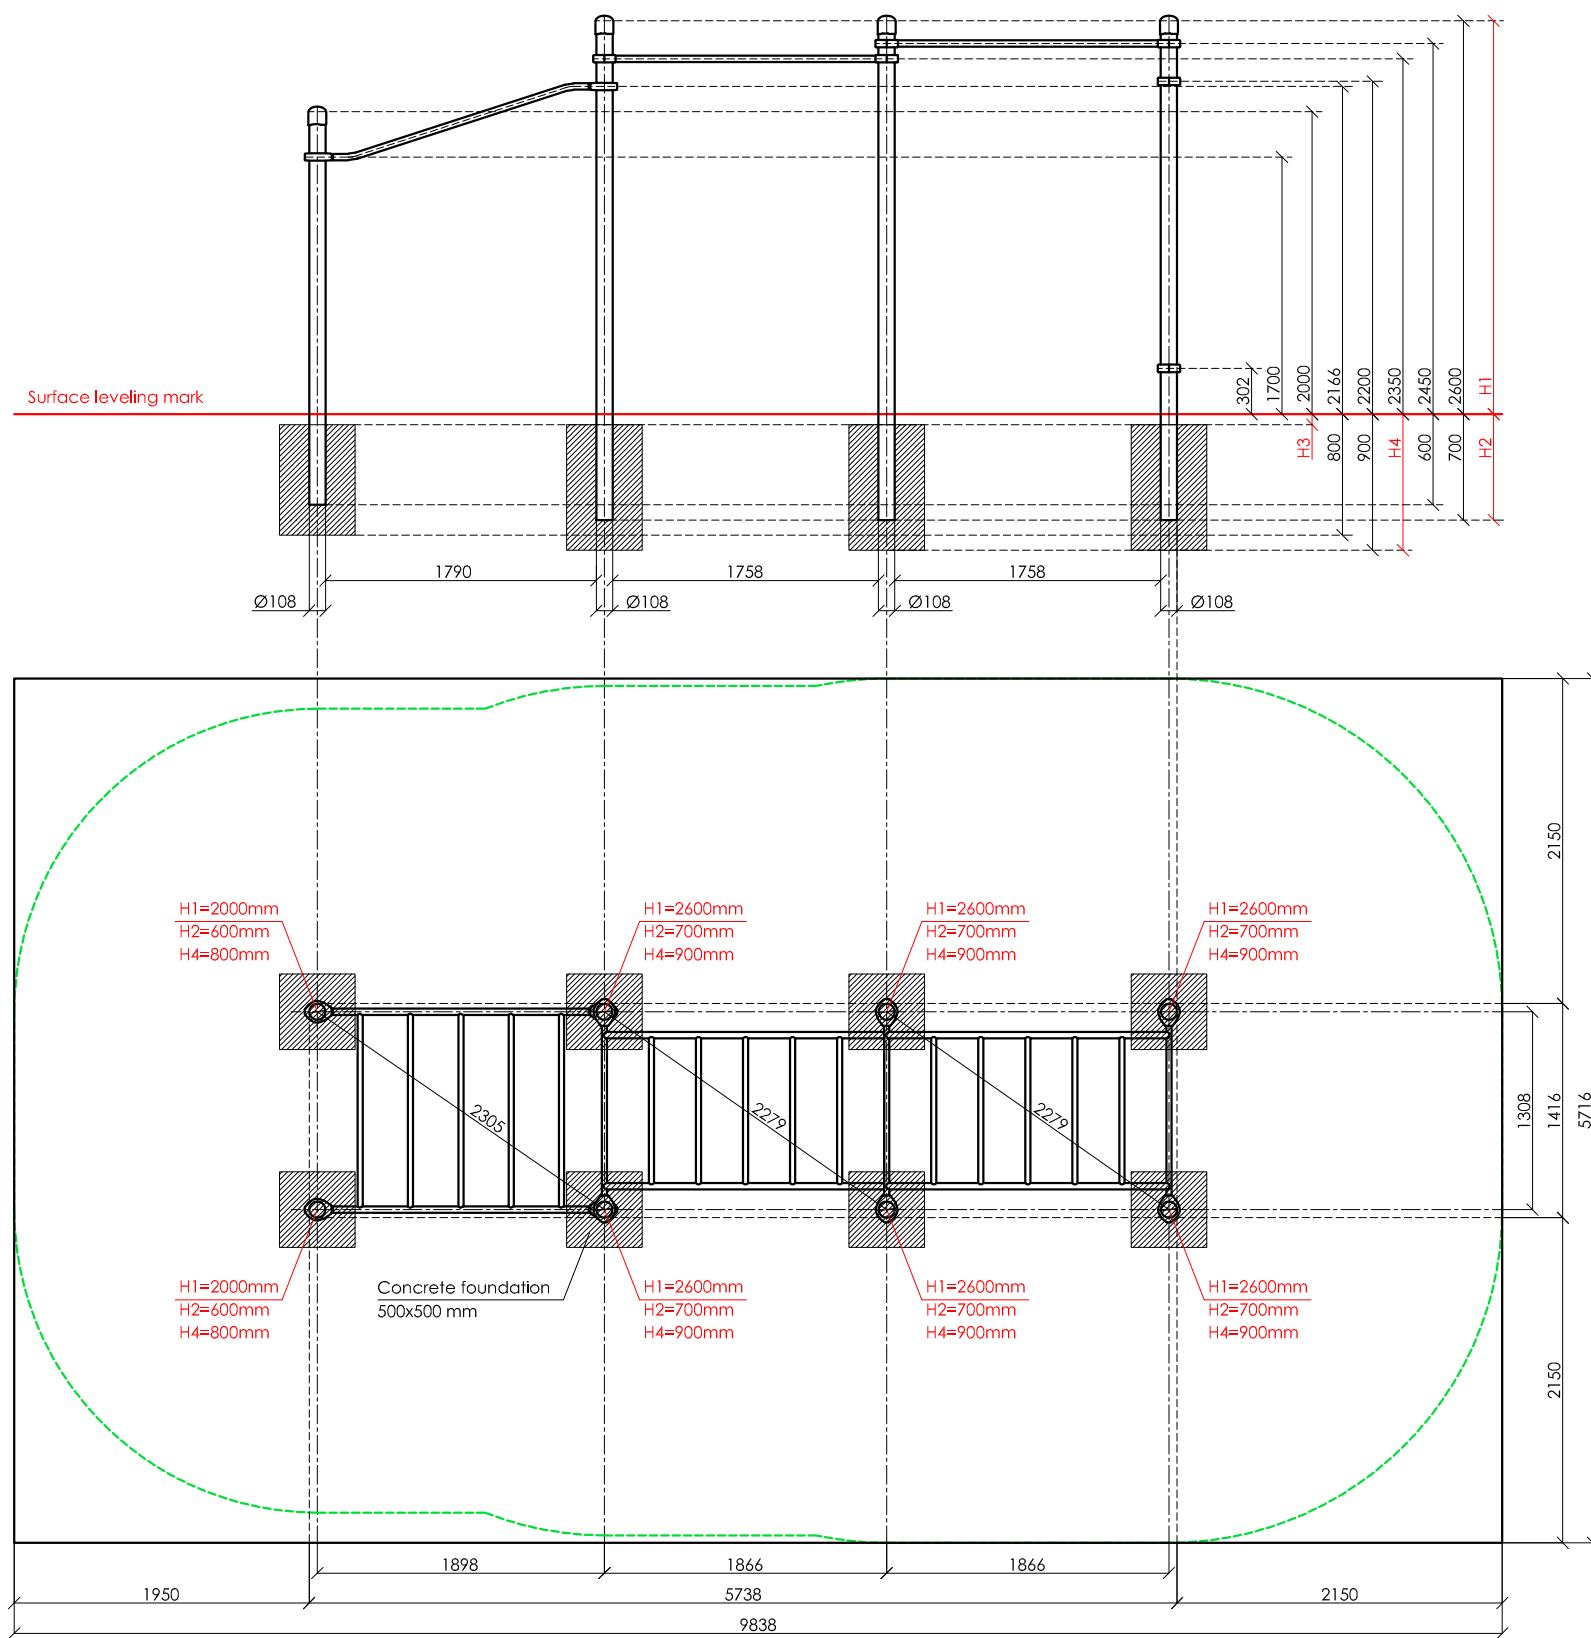 Surface leveling mark
302
1700
2000
2166
2200
2350
2450
2600
H1
H3
800
900
H4
600
700
H2
1790
1758
1758
Ø108
Ø108
Ø108
Ø108
2150
H1=2000mm
H2=600mm
H4=800mm
H1=2600mm
H2=700mm
H4=900mm
H1=2600mm
H2=700mm
H4=900mm
H1=2600mm
H2=700mm
H4=900mm
2305
2279
2279
1308
1416
5716
H1=2000mm
H2=600mm
H4=800mm
Concrete foundation
500x500 mm
H1=2600mm
H2=700mm
H4=900mm
H1=2600mm
H2=700mm
H4=900mm
H1=2600mm
H2=700mm
H4=900mm
2150
1898
1866
1866
1950
5738
2150
9838